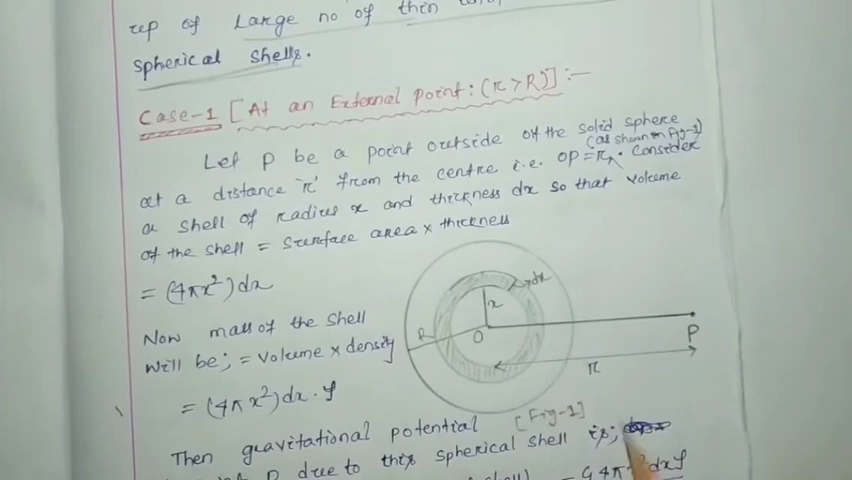 rep of Large no of thin
spherical shells.
Case-1 [At an External point: (r > R)] :-
Let P be a point outside of the solid sphere
(as shown in Fig-1)
at a distance 'r' from the centre i.e. OP = r. Consider
a shell of radius x and thickness dx so that volume
of the shell = Surface area x thickness
= (4πx²) dx
Now mass of the shell
will be; = volume x density
= (4πx²) dx . ρ
dx
x
R
O
P
r
[Fig-1]
Then gravitational potential
at P due to this spherical shell is;